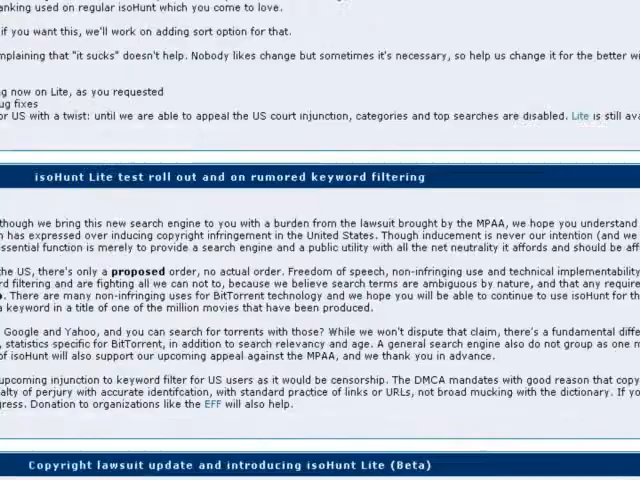 anking used on regular isoHunt which you come to love.
if you want this, we'll work on adding sort option for that.
mplaining that "it sucks" doesn't help. Nobody likes change but sometimes it's necessary, so help us change it for the better wi
g now on Lite, as you requested
ug fixes
or US with a twist: until we are able to appeal the US court injunction, categories and top searches are disabled. Lite is still ava
isoHunt Lite test roll out and on rumored keyword filtering
though we bring this new search engine to you with a burden from the lawsuit brought by the MPAA, we hope you understand
n has expressed over inducing copyright infringement in the United States. Though inducement is never our intention (and we
essential function is merely to provide a search engine and a public utility with all the net neutrality it affords and should be affo
the US, there's only a proposed order, no actual order. Freedom of speech, non-infringing use and technical implementability
rd filtering and are fighting all we can not to, because we believe search terms are ambiguous by nature, and that any require
. There are many non-infringing uses for BitTorrent technology and we hope you will be able to continue to use isoHunt for th
a keyword in a title of one of the million movies that have been produced.
Google and Yahoo, and you can search for torrents with those? While we won't dispute that claim, there's a fundamental diffe
, statistics specific for BitTorrent, in addition to search relevancy and age. A general search engine also do not group as one m
of isoHunt will also support our upcoming appeal against the MPAA, and we thank you in advance.
upcoming injunction to keyword filter for US users as it would be censorship. The DMCA mandates with good reason that copy
alty of perjury with accurate identifcation, with standard practice of links or URLs, not broad mucking with the dictionary. If yo
gress. Donation to organizations like the EFF will also help.
Copyright lawsuit update and introducing isoHunt Lite (Beta)